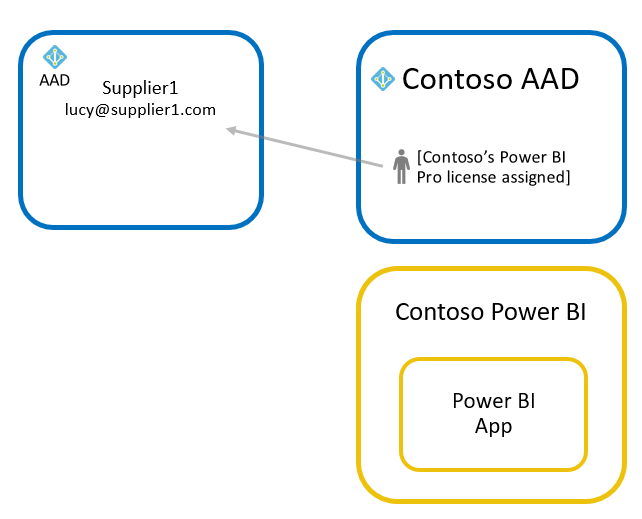 AAD
Supplier1
lucy@supplier1.com
Contoso AAD
[Contoso’s Power BI
Pro license assigned]
Contoso Power BI
Power BI
App